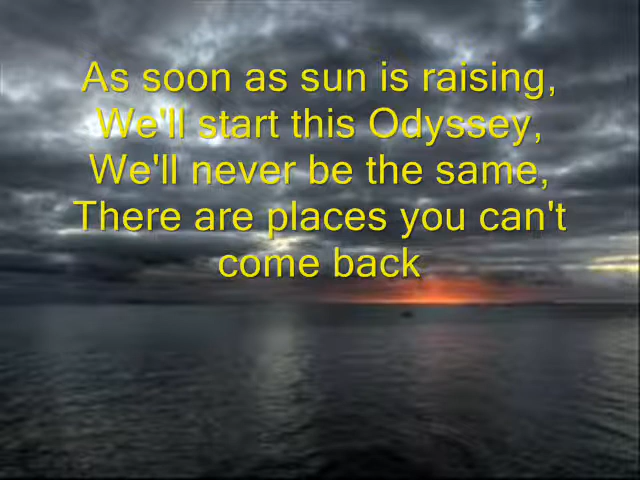 As soon as sun is raising,
We'll start this Odyssey,
We'll never be the same,
There are places you can't
come back